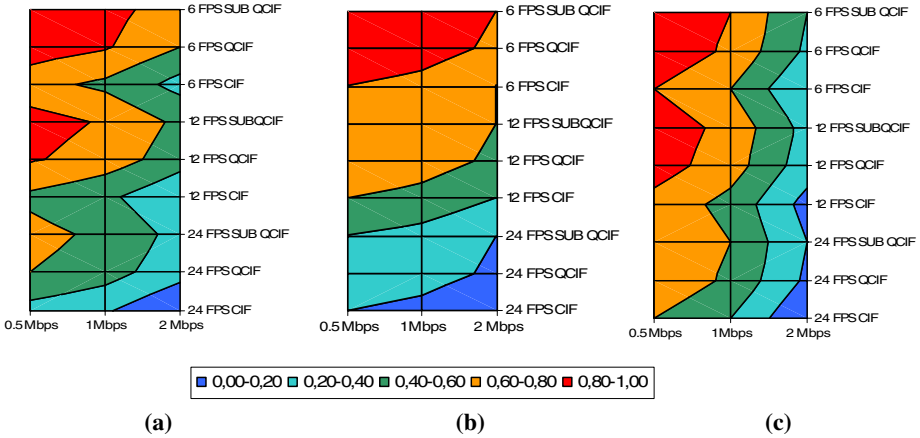 6 FPS SUB QCIF
6 FPS QCIF
6 FPS CIF
12 FPS SUBQCIF
12 FPS QCIF
12 FPS CIF
24 FPS SUB QCIF
24 FPS QCIF
24 FPS CIF
0.5Mbps 1Mbps 2 Mbps
6 FPS SUB QCIF
6 FPS QCIF
6 FPS CIF
12 FPS SUBQCIF
12 FPS QCIF
12 FPS CIF
24 FPS SUB QCIF
24 FPS QCIF
24 FPS CIF
0.5Mbps 1Mbps 2 Mbps
6 FPS SUB QCIF
6 FPS QCIF
6 FPS CIF
12 FPS SUBQCIF
12 FPS QCIF
12 FPS CIF
24 FPS SUB QCIF
24 FPS QCIF
24 FPS CIF
0.5Mbps 1Mbps 2 Mbps
0,00-0,20 0,20-0,40 0,40-0,60 0,60-0,80 0,80-1,00
(a) (b) (c)